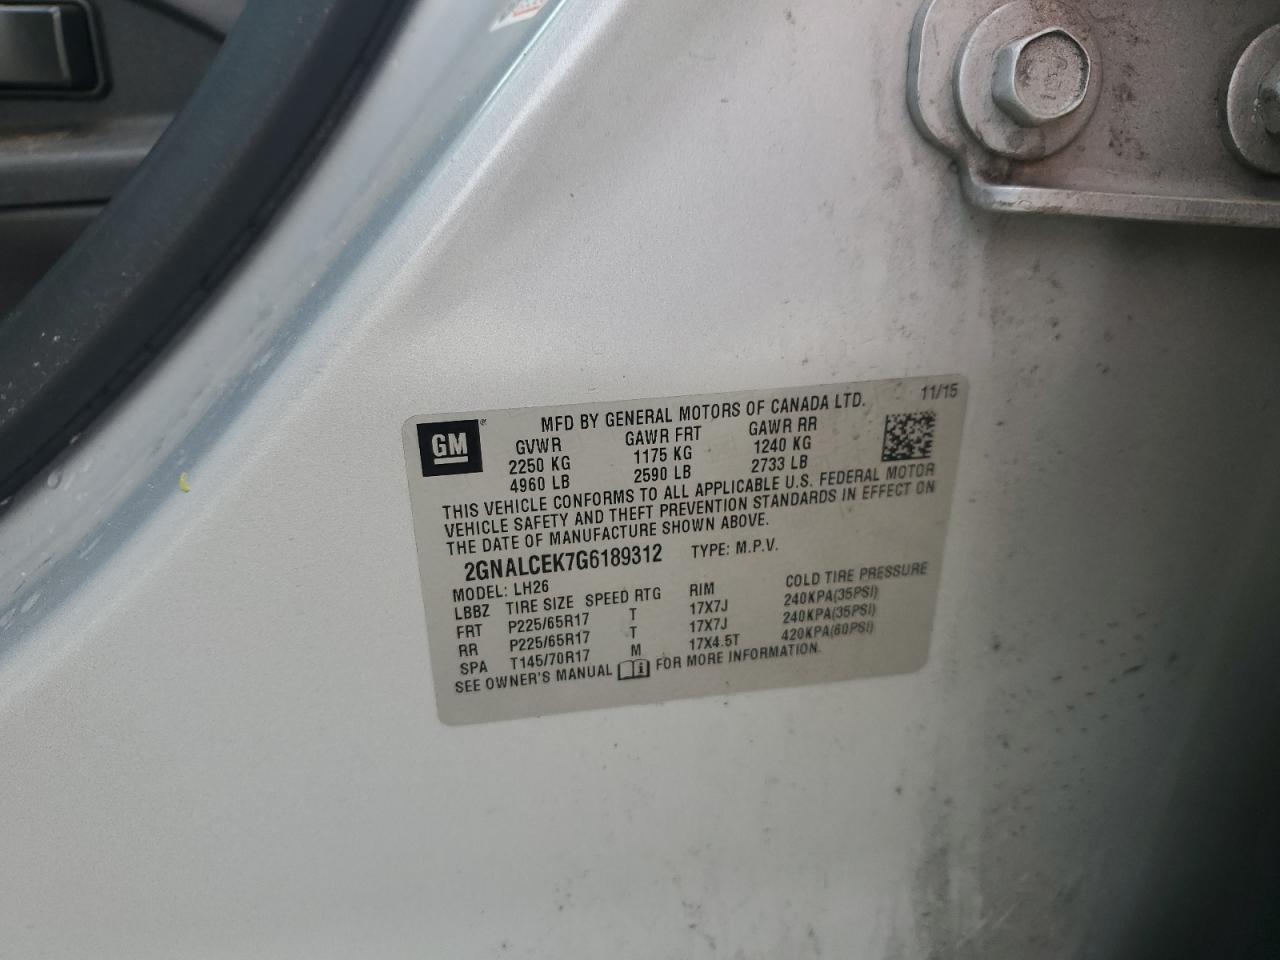 GM®
MFD BY GENERAL MOTORS OF CANADA LTD. 11/15
GVWR GAWR FRT GAWR RR
2250 KG 1175 KG 1240 KG
4960 LB 2590 LB 2733 LB
THIS VEHICLE CONFORMS TO ALL APPLICABLE U.S. FEDERAL MOTOR
VEHICLE SAFETY AND THEFT PREVENTION STANDARDS IN EFFECT ON
THE DATE OF MANUFACTURE SHOWN ABOVE.
2GNALCEK7G6189312 TYPE: M.P.V.
MODEL: LH26
LBBZ TIRE SIZE SPEED RTG RIM COLD TIRE PRESSURE
FRT P225/65R17 T 17X7J 240KPA(35PSI)
RR P225/65R17 T 17X7J 240KPA(35PSI)
SPA T145/70R17 M 17X4.5T 420KPA(60PSI)
SEE OWNER'S MANUAL FOR MORE INFORMATION.